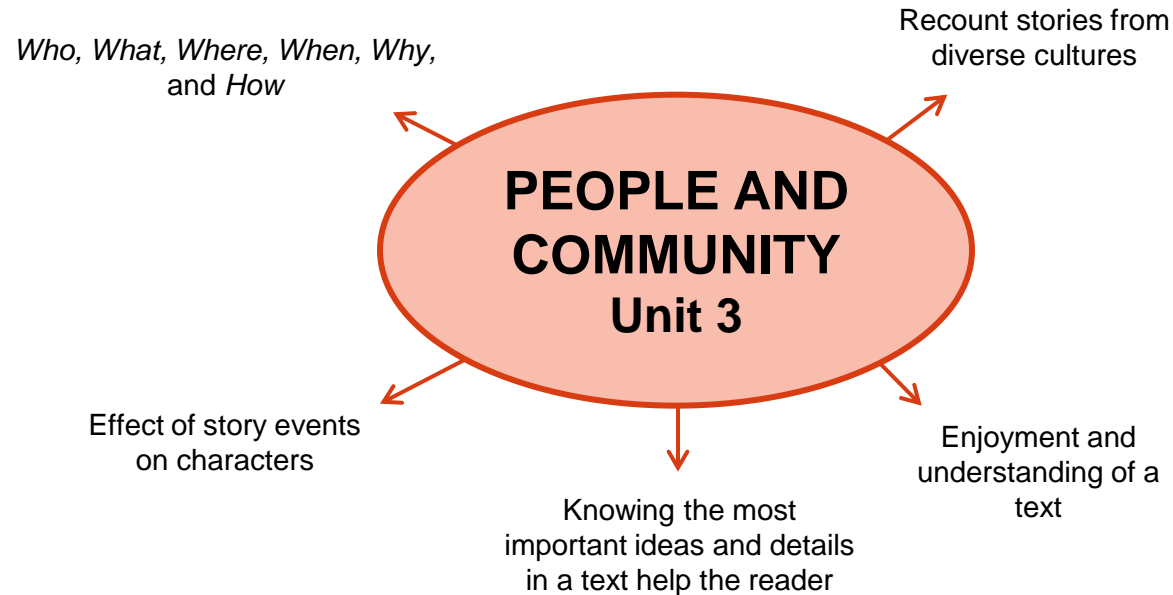 Who, What, Where, When, Why,
and How
Recount stories from
diverse cultures
PEOPLE AND
COMMUNITY
Unit 3
Effect of story events
on characters
Knowing the most
important ideas and details
in a text help the reader
Enjoyment and
understanding of a
text